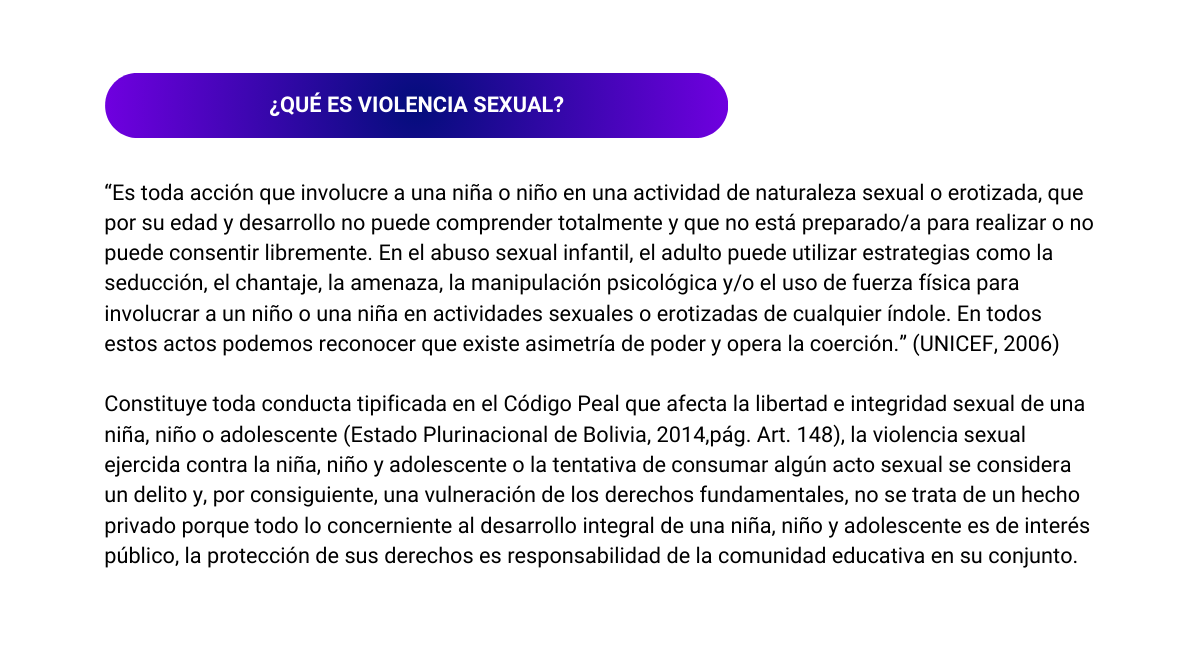 ¿QUÉ ES VIOLENCIA SEXUAL?
“Es toda acción que involucre a una niña o niño en una actividad de naturaleza sexual o erotizada, que
por su edad y desarrollo no puede comprender totalmente y que no está preparado/a para realizar o no
puede consentir libremente. En el abuso sexual infantil, el adulto puede utilizar estrategias como la
seducción, el chantaje, la amenaza, la manipulación psicológica y/o el uso de fuerza física para
involucrar a un niño o una niña en actividades sexuales o erotizadas de cualquier índole. En todos
estos actos podemos reconocer que existe asimetría de poder y opera la coerción.” (UNICEF, 2006)
Constituye toda conducta tipificada en el Código Peal que afecta la libertad e integridad sexual de una
niña, niño o adolescente (Estado Plurinacional de Bolivia, 2014,pág. Art. 148), la violencia sexual
ejercida contra la niña, niño y adolescente o la tentativa de consumar algún acto sexual se considera
un delito y, por consiguiente, una vulneración de los derechos fundamentales, no se trata de un hecho
privado porque todo lo concerniente al desarrollo integral de una niña, niño y adolescente es de interés
público, la protección de sus derechos es responsabilidad de la comunidad educativa en su conjunto.